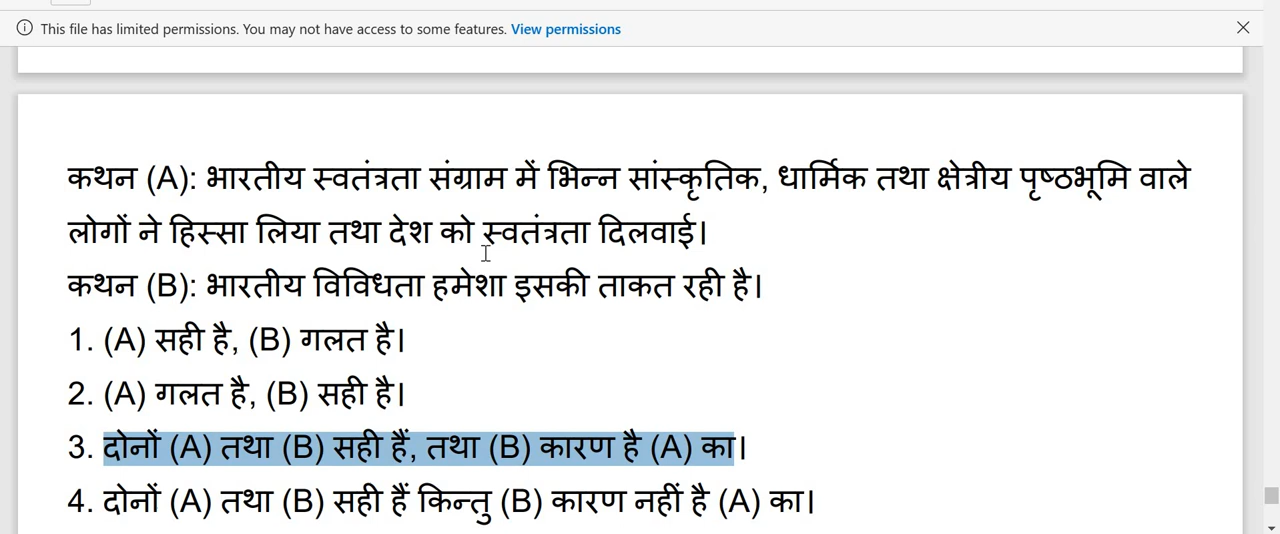 This file has limited permissions. You may not have access to some features. View permissions
कथन (A): भारतीय स्वतंत्रता संग्राम में भिन्न सांस्कृतिक, धार्मिक तथा क्षेत्रीय पृष्ठभूमि वाले
लोगों ने हिस्सा लिया तथा देश को स्वतंत्रता दिलवाई।
कथन (B): भारतीय विविधता हमेशा इसकी ताकत रही है।
1. (A) सही है, (B) गलत है।
2. (A) गलत है, (B) सही है।
3. दोनों (A) तथा (B) सही हैं, तथा (B) कारण है (A) का।
4. दोनों (A) तथा (B) सही हैं किन्तु (B) कारण नहीं है (A) का।